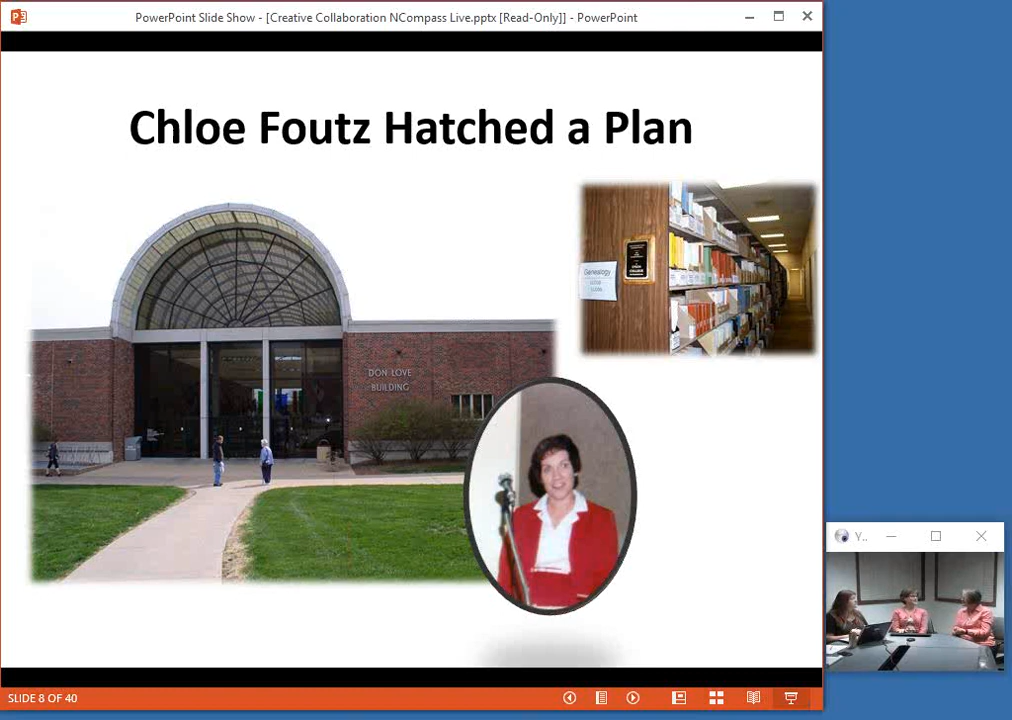 PowerPoint Slide Show - [Creative Collaboration NCompass Live.pptx [Read-Only]] - PowerPoint
Chloe Foutz Hatched a Plan
Genealogy
DON LOVE
BUILDING
Y..
SLIDE 8 OF 40